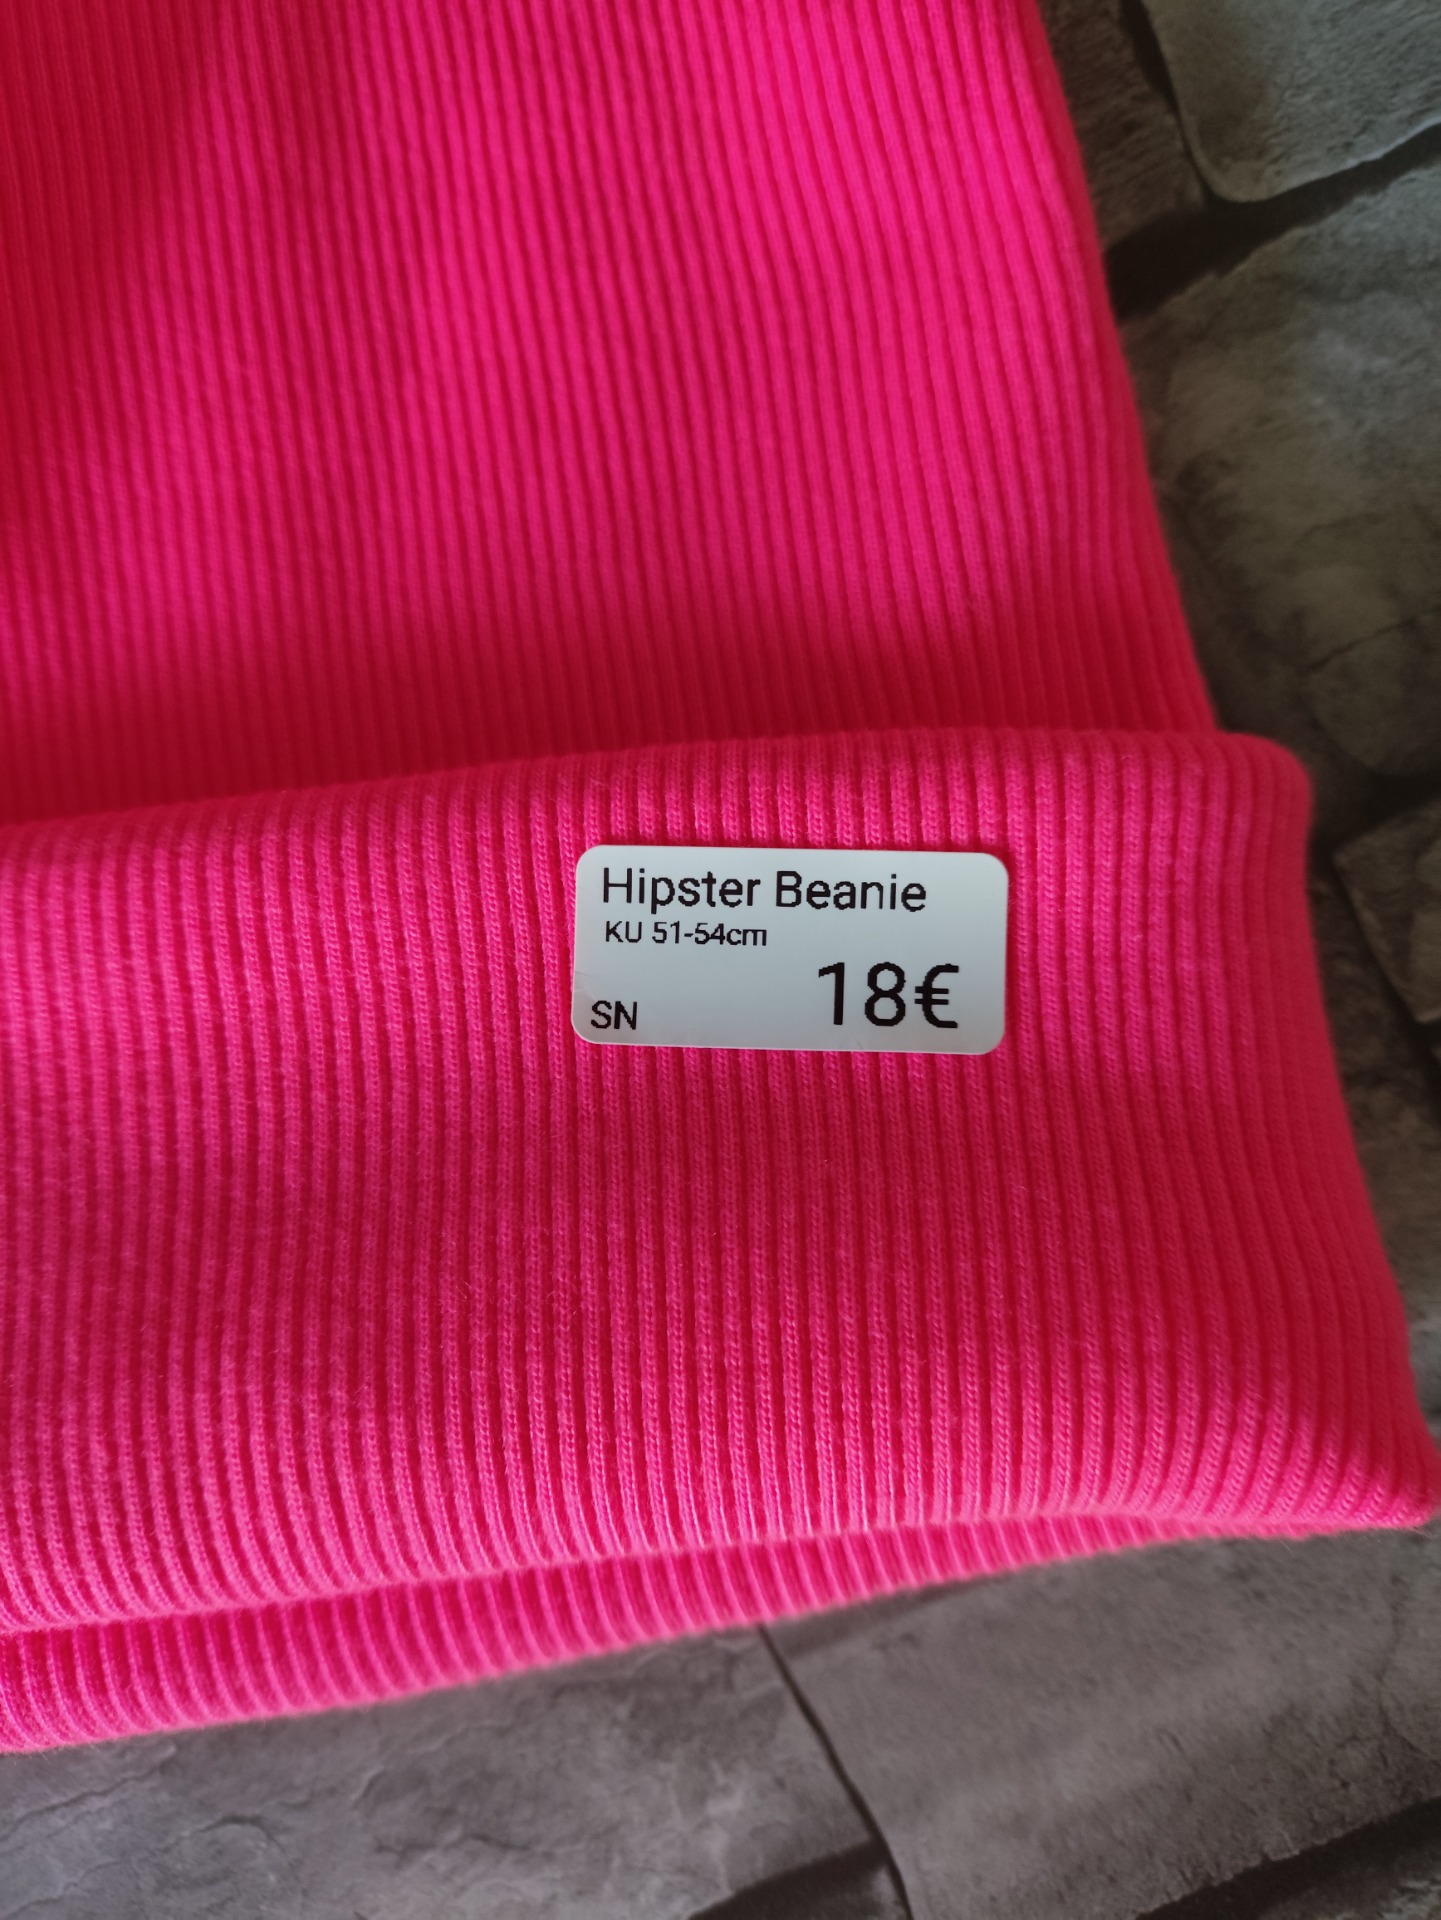 Hipster Beanie
KU 51-54cm
18€
SN